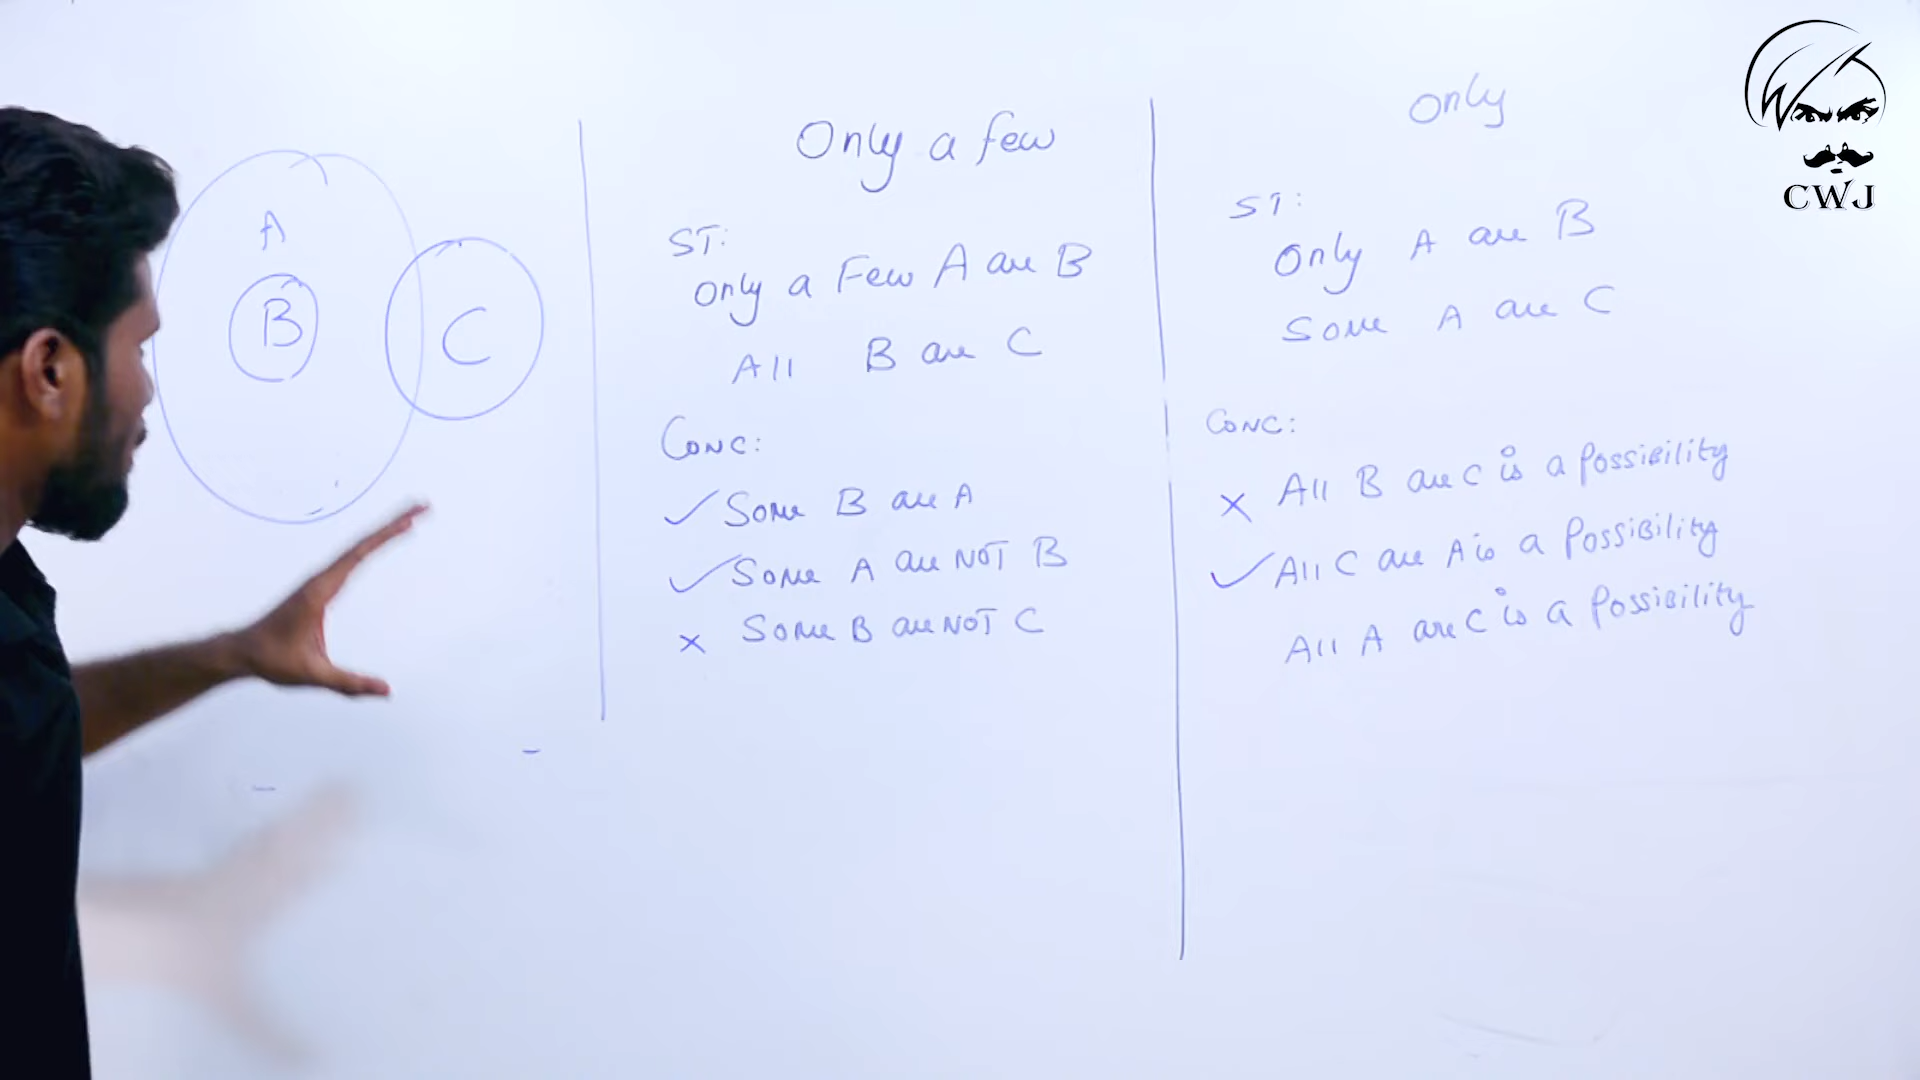 A
B
C
Only a few
ST:
Only a Few A are B
All B are C
CONC:
✓ Some B are A
✓ Some A are NOT B
× Some B are NOT C
Only
ST:
Only A are B
Some A are C
CONC:
× All B are C is a Possibility
✓ All C are A is a Possibility
All A are C is a Possibility
CWJ